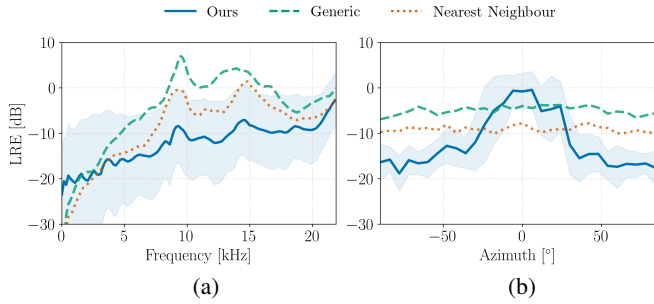 Ours Generic Nearest Neighbour
10
0
−10
−20
−30
LRE [dB]
0 5 10 15 20
Frequency [kHz]
(a)
10
0
−10
−20
−30
−50 0 50
Azimuth [°]
(b)